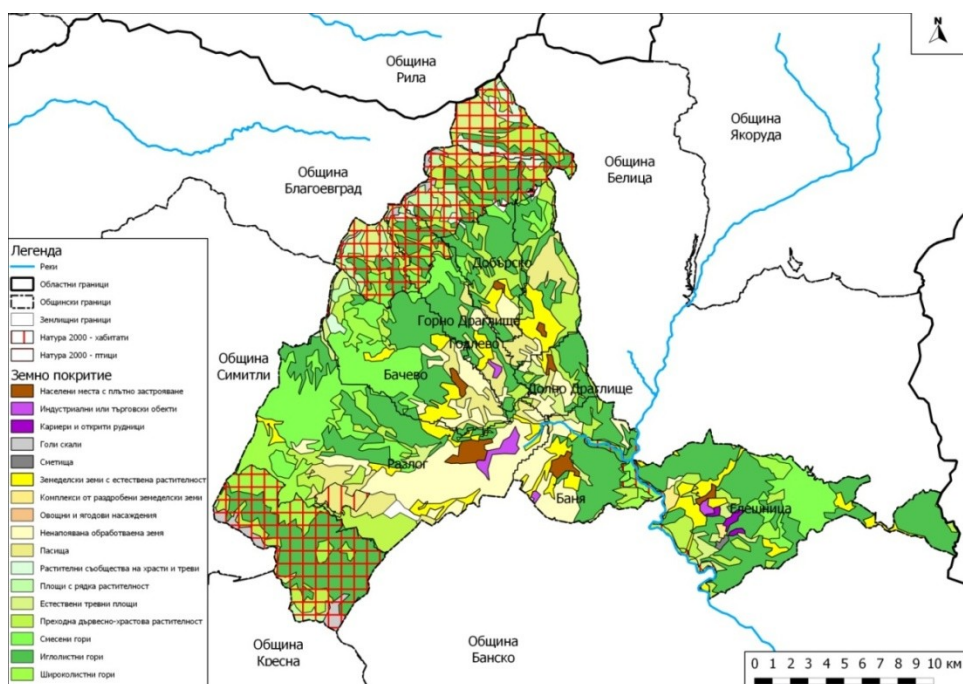 N
Община
Рила
Община
Якоруда
Община
Белица
Община
Благоевград
Добърско
Горно Драглище
Годлево
Община
Симитли
Бачево
Долно Драглище
Разлог
Баня
Елешница
Община
Кресна
Община
Банско
Легенда
Реки
Областни граници
Общински граници
Землищни граници
Натура 2000 - хабитати
Натура 2000 - птици
Земно покритие
Населени места с плътно застрояване
Индустриални или търговски обекти
Кариери и открити рудници
Голи скали
Сметища
Земеделски земи с естествена растителност
Комплекси от раздробени земеделски земи
Овощни и ягодови насаждения
Ненапоявана обработваема земя
Пасища
Растителни съобщества на храсти и треви
Площи с рядка растителност
Естествени тревни площи
Преходна дървесно-храстова растителност
Смесени гори
Иглолистни гори
Широколистни гори
0 1 2 3 4 5 6 7 8 9 10 км